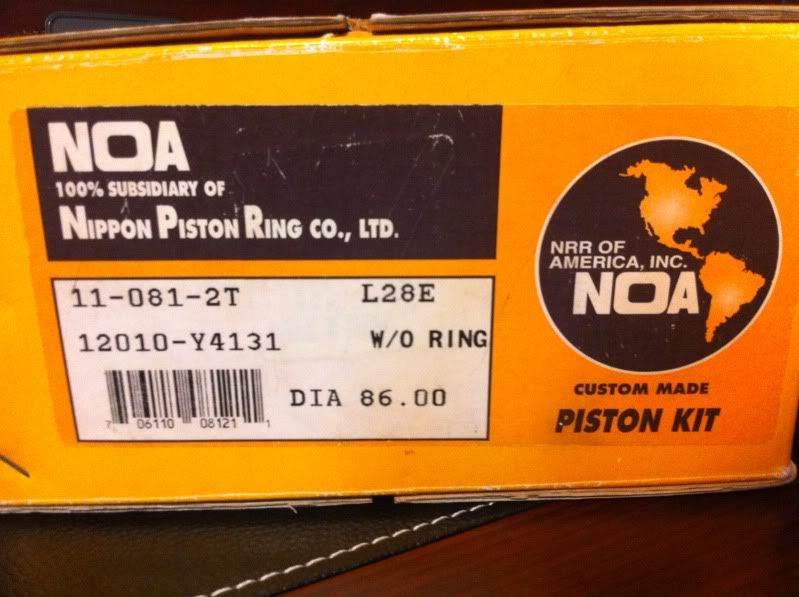 NOA
100% SUBSIDIARY OF
NIPPON PISTON RING CO., LTD.
11-081-2T L28E
12010-Y4131 W/O RING
DIA 86.00
7 06110 08121 1
NRR OF
AMERICA, INC.
NOA
CUSTOM MADE
PISTON KIT